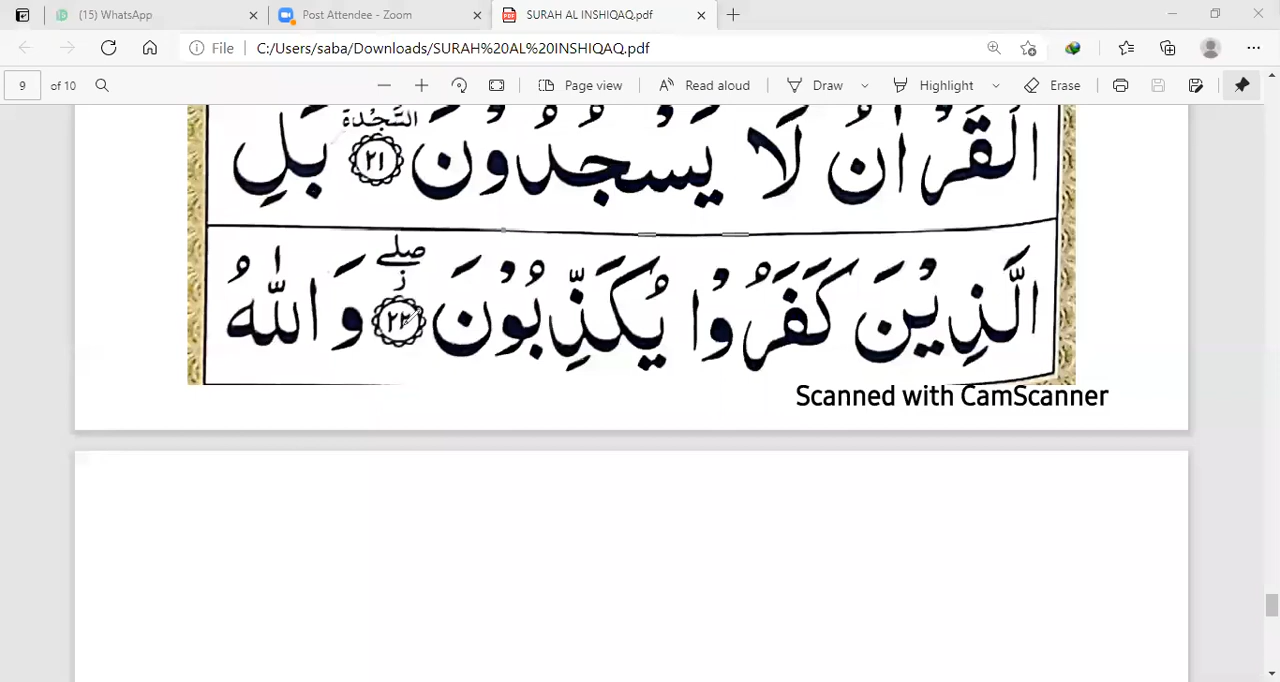 (15) WhatsApp
Post Attendee - Zoom
SURAH AL INSHIQAQ.pdf
File
C:/Users/saba/Downloads/SURAH%20AL%20INSHIQAQ.pdf
9 of 10
Page view
Read aloud
Draw
Highlight
Erase
الْقُرْاٰنُ لَا يَسْجُدُوْنَ السَّجْدَة ٢١ بَلِ
الَّذِيْنَ كَفَرُوْا يُكَذِّبُوْنَ صلے ز ٢٢ وَ اللّٰهُ
Scanned with CamScanner